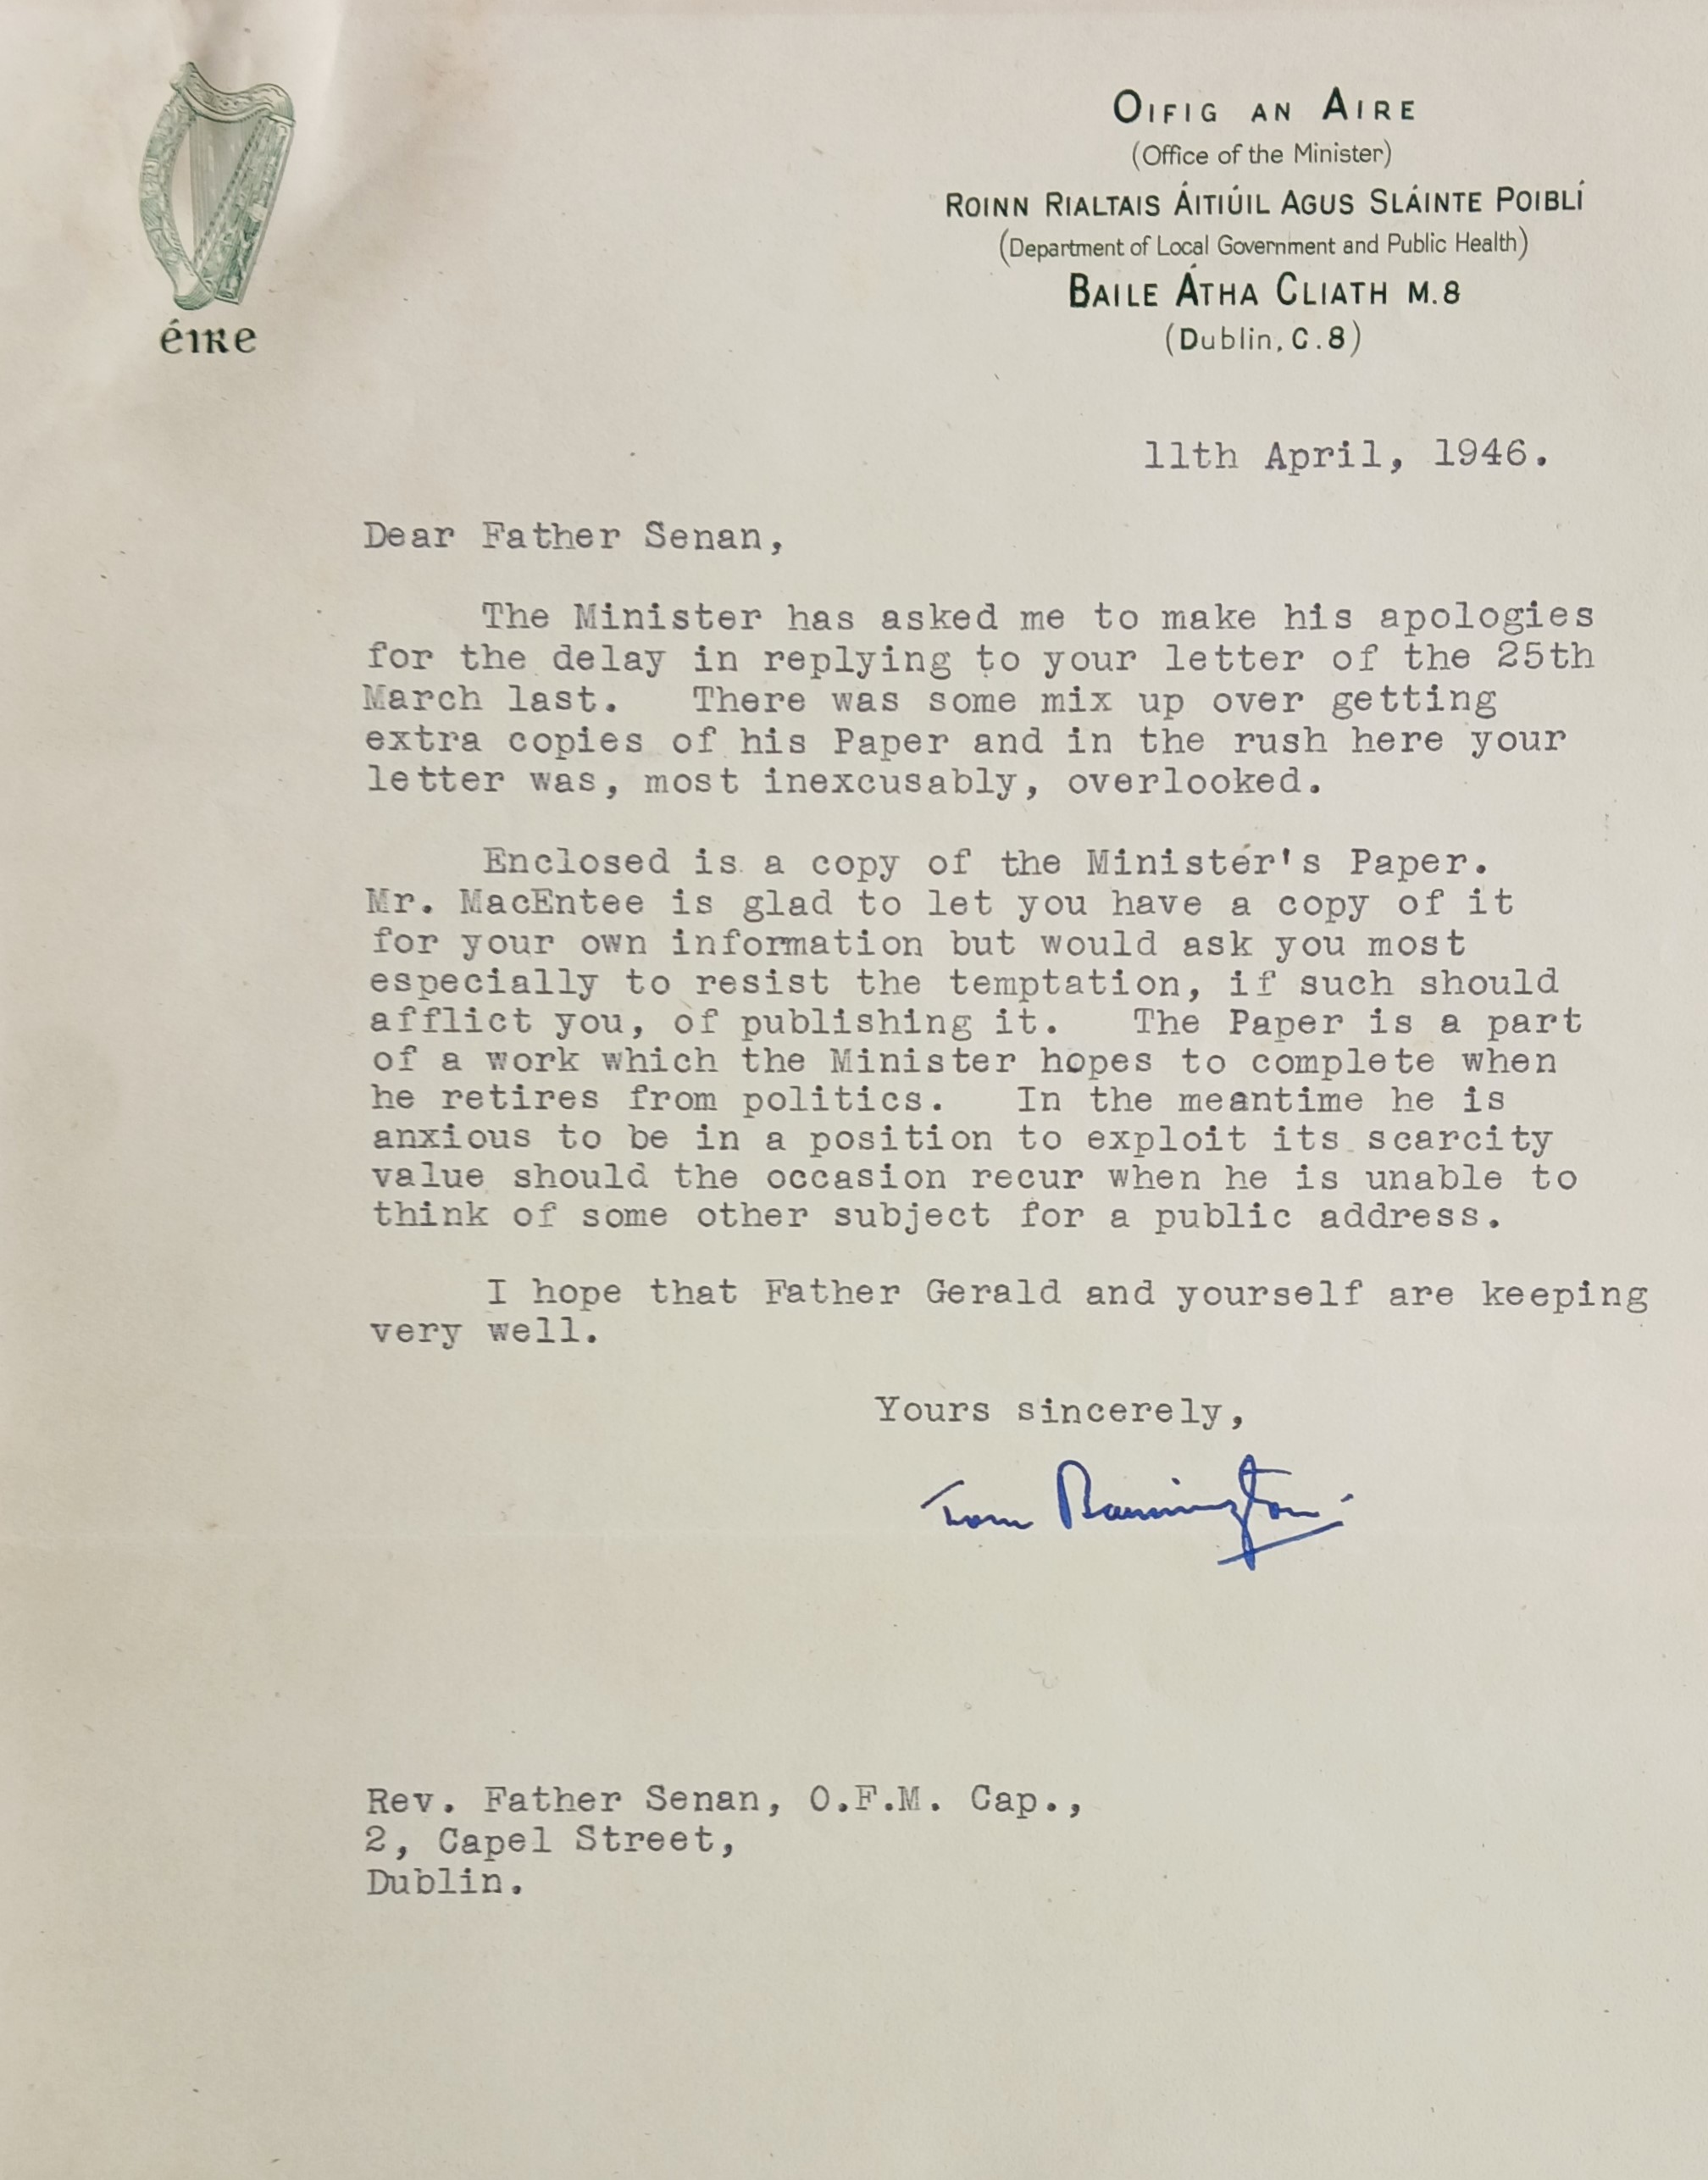 éire
OIFIG AN AIRE
(Office of the Minister)
ROINN RIALTAIS ÁITIÚIL AGUS SLÁINTE POIBLÍ
(Department of Local Government and Public Health)
BAILE ÁTHA CLIATH M.8
(Dublin, C.8)
11th April, 1946.
Dear Father Senan,
The Minister has asked me to make his apologies
for the delay in replying to your letter of the 25th
March last. There was some mix up over getting
extra copies of his Paper and in the rush here your
letter was, most inexcusably, overlooked.
Enclosed is a copy of the Minister's Paper.
Mr. MacEntee is glad to let you have a copy of it
for your own information but would ask you most
especially to resist the temptation, if such should
afflict you, of publishing it. The Paper is a part
of a work which the Minister hopes to complete when
he retires from politics. In the meantime he is
anxious to be in a position to exploit its scarcity
value should the occasion recur when he is unable to
think of some other subject for a public address.
I hope that Father Gerald and yourself are keeping
very well.
Yours sincerely,
Tom
Rev. Father Senan, O.F.M. Cap.,
2, Capel Street,
Dublin.